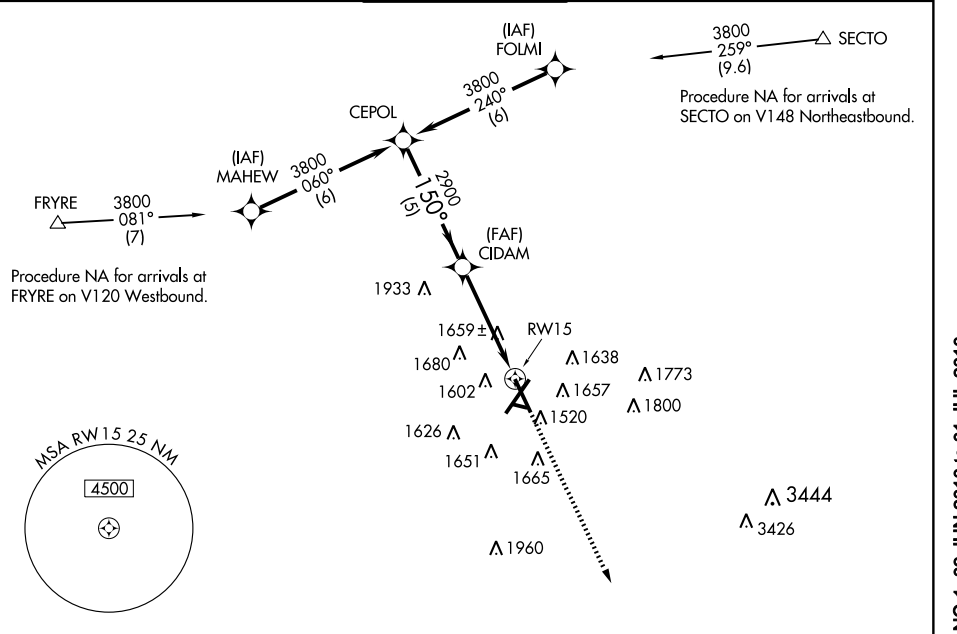 (IAF)
FOLMI
3800
259°
(9.6)
SECTO
Procedure NA for arrivals at
SECTO on V148 Northeastbound.
3800
240°
(6)
CEPOL
(IAF)
MAHEW
3800
060°
(6)
FRYRE
3800
081°
(7)
Procedure NA for arrivals at
FRYRE on V120 Westbound.
2900
150°
(5)
(FAF)
CIDAM
1933
1659±
RW15
1680
1638
1602
1657
1773
1800
1520
1626
1651
1665
MSA RW15 25 NM
4500
3444
3426
1960